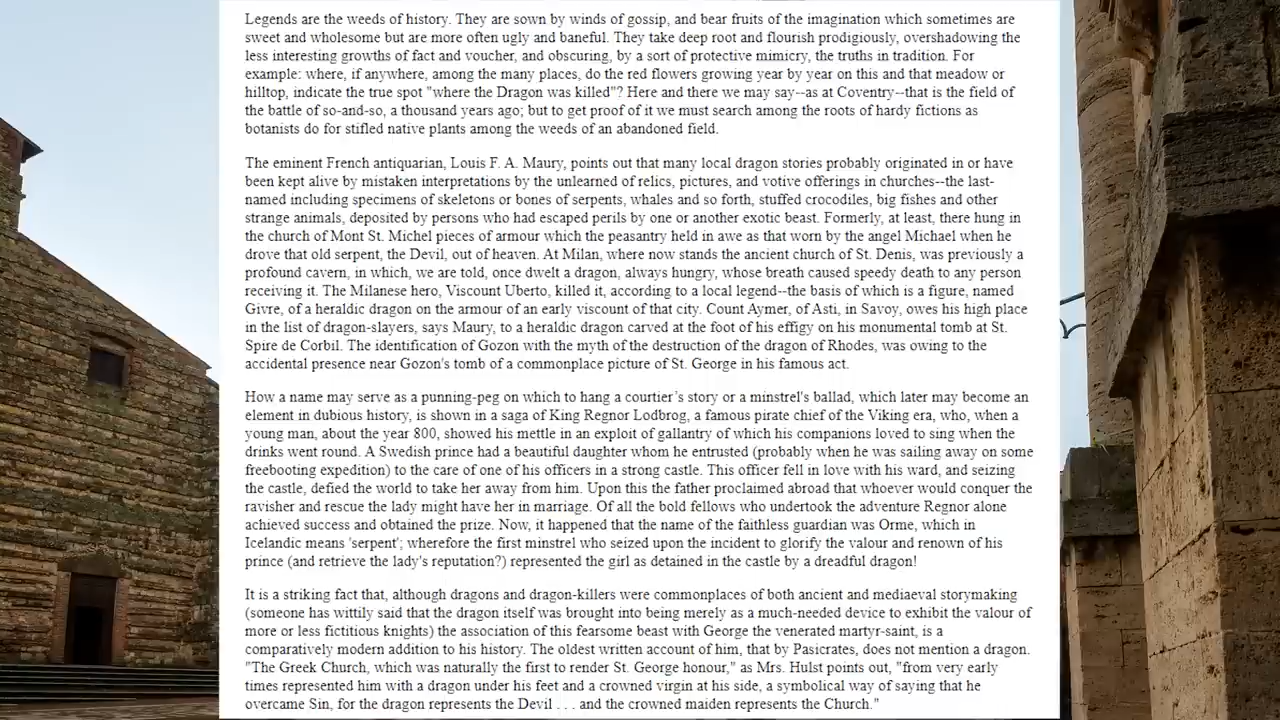 Legends are the weeds of history. They are sown by winds of gossip, and bear fruits of the imagination which sometimes are
sweet and wholesome but are more often ugly and baneful. They take deep root and flourish prodigiously, overshadowing the
less interesting growths of fact and voucher, and obscuring, by a sort of protective mimicry, the truths in tradition. For
example: where, if anywhere, among the many places, do the red flowers growing year by year on this and that meadow or
hilltop, indicate the true spot "where the Dragon was killed"? Here and there we may say--as at Coventry--that is the field of
the battle of so-and-so, a thousand years ago; but to get proof of it we must search among the roots of hardy fictions as
botanists do for stifled native plants among the weeds of an abandoned field.
The eminent French antiquarian, Louis F. A. Maury, points out that many local dragon stories probably originated in or have
been kept alive by mistaken interpretations by the unlearned of relics, pictures, and votive offerings in churches--the last-
named including specimens of skeletons or bones of serpents, whales and so forth, stuffed crocodiles, big fishes and other
strange animals, deposited by persons who had escaped perils by one or another exotic beast. Formerly, at least, there hung in
the church of Mont St. Michel pieces of armour which the peasantry held in awe as that worn by the angel Michael when he
drove that old serpent, the Devil, out of heaven. At Milan, where now stands the ancient church of St. Denis, was previously a
profound cavern, in which, we are told, once dwelt a dragon, always hungry, whose breath caused speedy death to any person
receiving it. The Milanese hero, Viscount Uberto, killed it, according to a local legend--the basis of which is a figure, named
Givre, of a heraldic dragon on the armour of an early viscount of that city. Count Aymer, of Asti, in Savoy, owes his high place
in the list of dragon-slayers, says Maury, to a heraldic dragon carved at the foot of his effigy on his monumental tomb at St.
Spire de Corbil. The identification of Gozon with the myth of the destruction of the dragon of Rhodes, was owing to the
accidental presence near Gozon's tomb of a commonplace picture of St. George in his famous act.
How a name may serve as a punning-peg on which to hang a courtier’s story or a minstrel's ballad, which later may become an
element in dubious history, is shown in a saga of King Regnor Lodbrog, a famous pirate chief of the Viking era, who, when a
young man, about the year 800, showed his mettle in an exploit of gallantry of which his companions loved to sing when the
drinks went round. A Swedish prince had a beautiful daughter whom he entrusted (probably when he was sailing away on some
freebooting expedition) to the care of one of his officers in a strong castle. This officer fell in love with his ward, and seizing
the castle, defied the world to take her away from him. Upon this the father proclaimed abroad that whoever would conquer the
ravisher and rescue the lady might have her in marriage. Of all the bold fellows who undertook the adventure Regnor alone
achieved success and obtained the prize. Now, it happened that the name of the faithless guardian was Orme, which in
Icelandic means 'serpent'; wherefore the first minstrel who seized upon the incident to glorify the valour and renown of his
prince (and retrieve the lady's reputation?) represented the girl as detained in the castle by a dreadful dragon!
It is a striking fact that, although dragons and dragon-killers were commonplaces of both ancient and mediaeval storymaking
(someone has wittily said that the dragon itself was brought into being merely as a much-needed device to exhibit the valour of
more or less fictitious knights) the association of this fearsome beast with George the venerated martyr-saint, is a
comparatively modern addition to his history. The oldest written account of him, that by Pasicrates, does not mention a dragon.
"The Greek Church, which was naturally the first to render St. George honour," as Mrs. Hulst points out, "from very early
times represented him with a dragon under his feet and a crowned virgin at his side, a symbolical way of saying that he
overcame Sin, for the dragon represents the Devil . . . and the crowned maiden represents the Church."